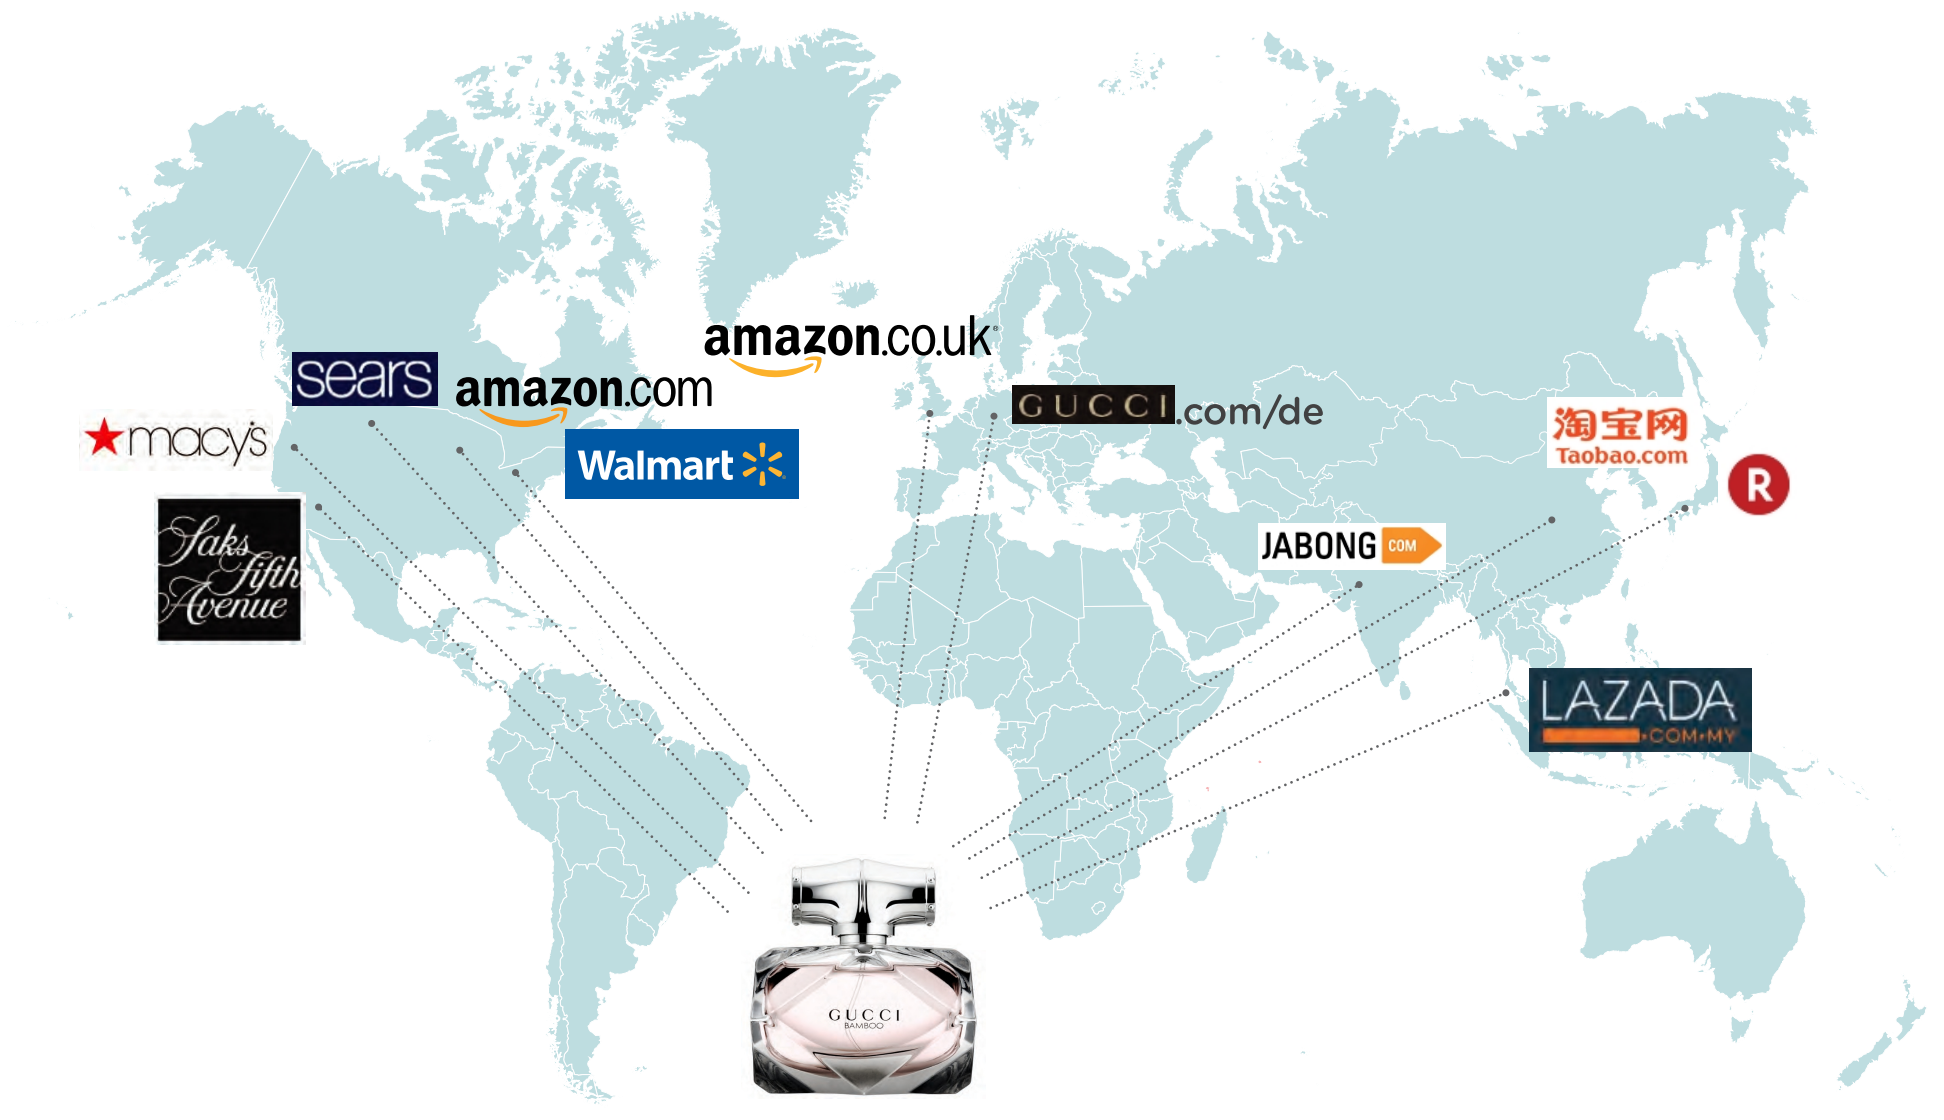 amazon.co.uk
sears
amazon.com
GUCCI.com/de
macy's
Walmart
淘宝网
Taobao.com
R
Saks
fifth
Avenue
JABONG COM
LAZADA
.COM.MY
GUCCI
BAMBOO